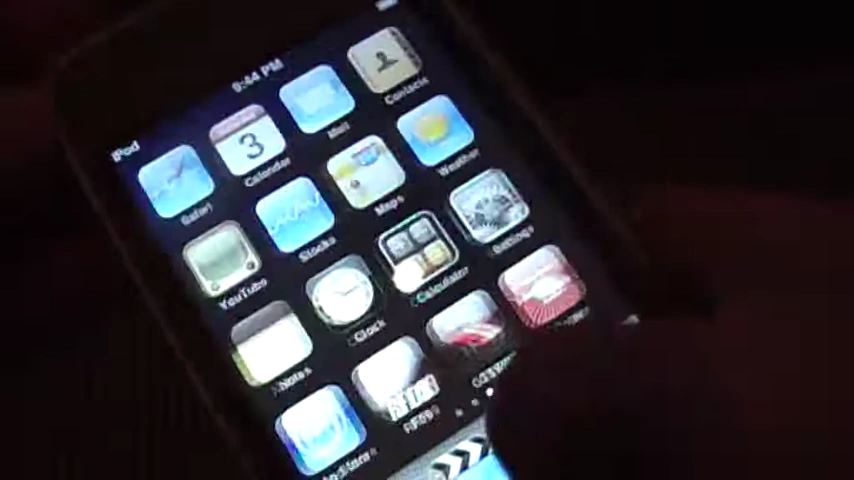 iPod
9:44 PM
Safari
Calendar
3
Mail
Contacts
YouTube
Stocks
Maps
Weather
Notes
Clock
Calculator
Settings